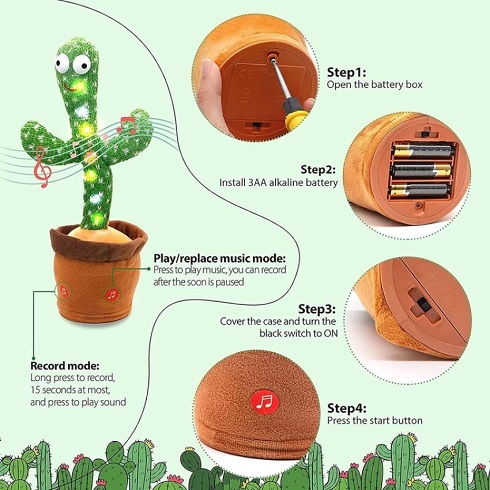 Step1:
Open the battery box
Step2:
Install 3AA alkaline battery
Play/replace music mode:
Press to play music, you can record
after the soon is paused
Step3:
Cover the case and turn the
black switch to ON
Record mode:
Long press to record,
15 seconds at most,
and press to play sound
Step4:
Press the start button